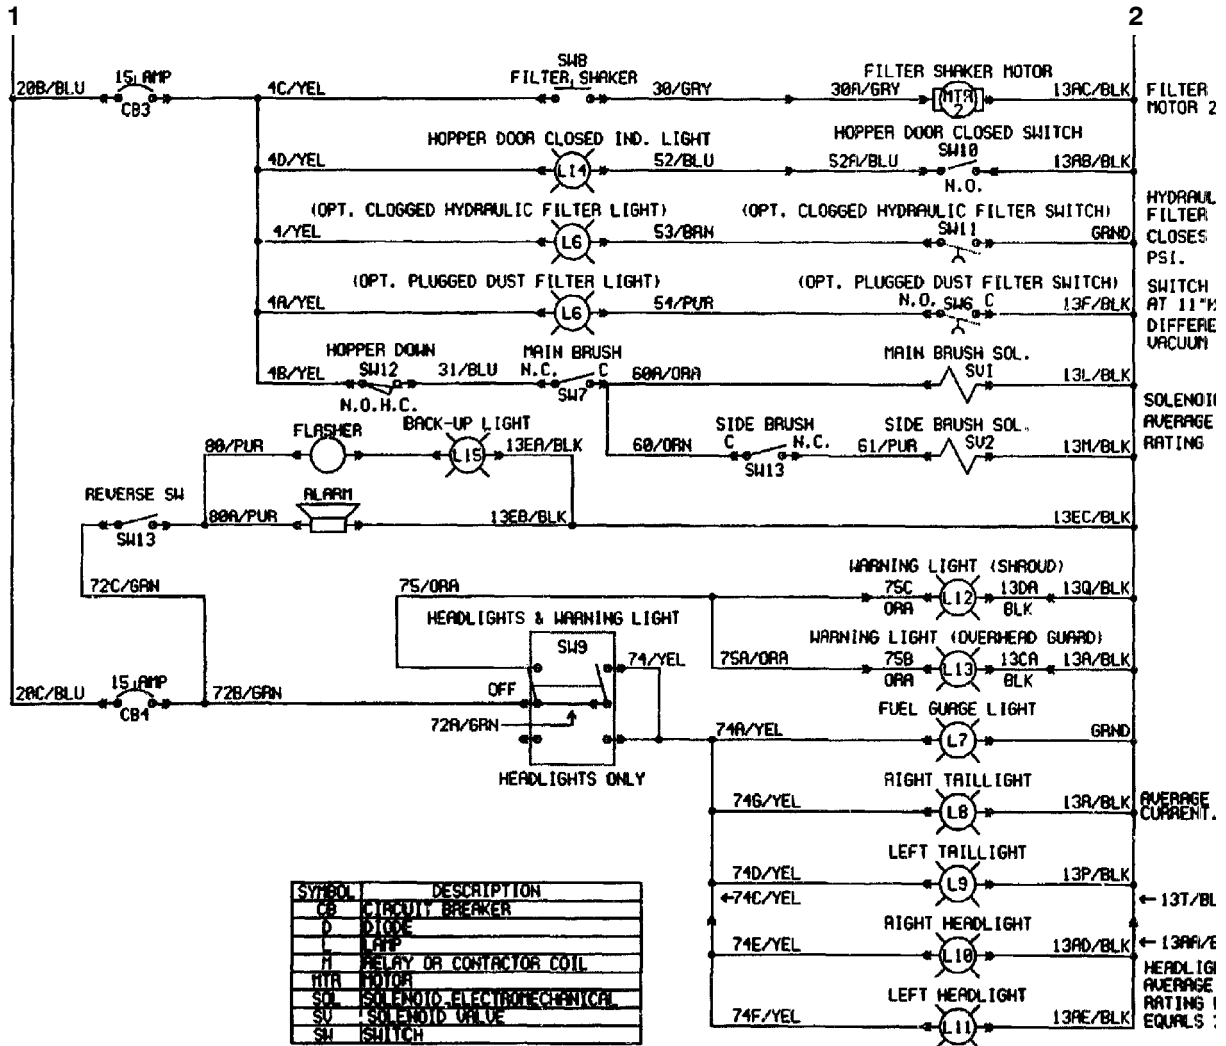 1 2
15 AMP
SW8
FILTER SHAKER
FILTER SHAKER MOTOR
20B/BLU 4C/YEL 30/GRY 30A/GRY MTR 2 13AC/BLK FILTER
CB3 MOTOR 2
HOPPER DOOR CLOSED IND. LIGHT HOPPER DOOR CLOSED SWITCH
4D/YEL L14 52/BLU 52A/BLU SW10 13AB/BLK
N.O.
(OPT. CLOGGED HYDRAULIC FILTER LIGHT) (OPT. CLOGGED HYDRAULIC FILTER SWITCH) HYDRAUL
FILTER
4/YEL L6 53/BRN SW11 GRND CLOSES
PSI.
(OPT. PLUGGED DUST FILTER LIGHT) (OPT. PLUGGED DUST FILTER SWITCH) SWITCH
4A/YEL L6 54/PUR N.O. SW6 C 13F/BLK AT 11"
DIFFERE
VACUUM
HOPPER DOWN MAIN BRUSH MAIN BRUSH SOL.
4B/YEL SW12 31/BLU N.C. C 60A/ORA SV1 13L/BLK
N.O.H.C. SW7
SOLENOI
AVERAGE
RATING
FLASHER BACK-UP LIGHT SIDE BRUSH SIDE BRUSH SOL.
80/PUR L15 13EA/BLK 60/ORN C N.C. 61/PUR SV2 13M/BLK
SW13
REVERSE SW ALARM
80A/PUR 13EB/BLK 13EC/BLK
SW13
WARNING LIGHT (SHROUD)
72C/GRN 75/ORA 75C ORA L12 13DA BLK 13Q/BLK
HEADLIGHTS & WARNING LIGHT WARNING LIGHT (OVERHEAD GUARD)
SW9 74/YEL 75A/ORA 75B ORA L13 13CA BLK 13A/BLK
20C/BLU 15 AMP 72B/GRN OFF
CB4
72A/GRN
FUEL GUAGE LIGHT
74A/YEL L7 GRND
HEADLIGHTS ONLY
RIGHT TAILLIGHT
74G/YEL L8 13R/BLK AVERAGE
CURRENT.
LEFT TAILLIGHT
74D/YEL L9 13P/BLK
←74C/YEL ←13T/BL
RIGHT HEADLIGHT
74E/YEL L10 13AD/BLK ←13AA/B
LEFT HEADLIGHT HEADLIG
AVERAGE
RATING
74F/YEL L11 13AE/BLK EQUALS
SYMBOL DESCRIPTION
CB CIRCUIT BREAKER
D DIODE
L LAMP
M RELAY OR CONTACTOR COIL
MTR MOTOR
SOL SOLENOID,ELECTROMECHANICAL
SV SOLENOID VALVE
SW SWITCH